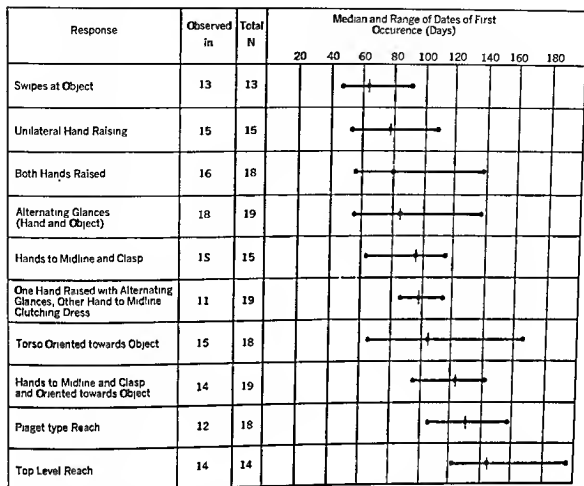 Response Observed in Total N Median and Range of Dates of First
Occurence (Days)
20 40 60 80 100 120 140 160 180
Swipes at Object 13 13
Unilateral Hand Raising 15 15
Both Hands Raised 16 18
Alternating Glances
(Hand and Object) 18 19
Hands to Midline and Clasp 15 15
One Hand Raised with Alternating
Glances, Other Hand to Midline 11 19
Clutching Dress
Torso Oriented towards Object 15 18
Hands to Midline and Clasp
and Oriented towards Object 14 19
Piaget type Reach 12 18
Top Level Reach 14 14